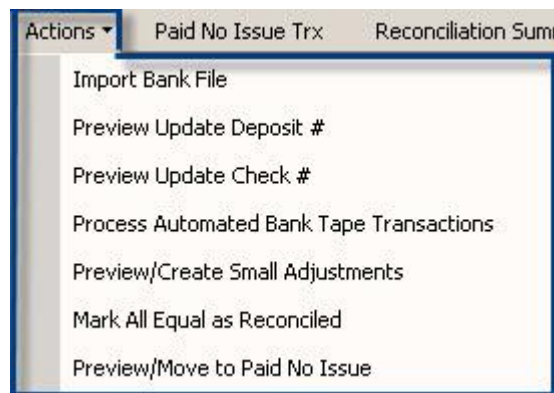 Actions Paid No Issue Trx Reconciliation Sum
Import Bank File
Preview Update Deposit #
Preview Update Check #
Process Automated Bank Tape Transactions
Preview/Create Small Adjustments
Mark All Equal as Reconciled
Preview/Move to Paid No Issue